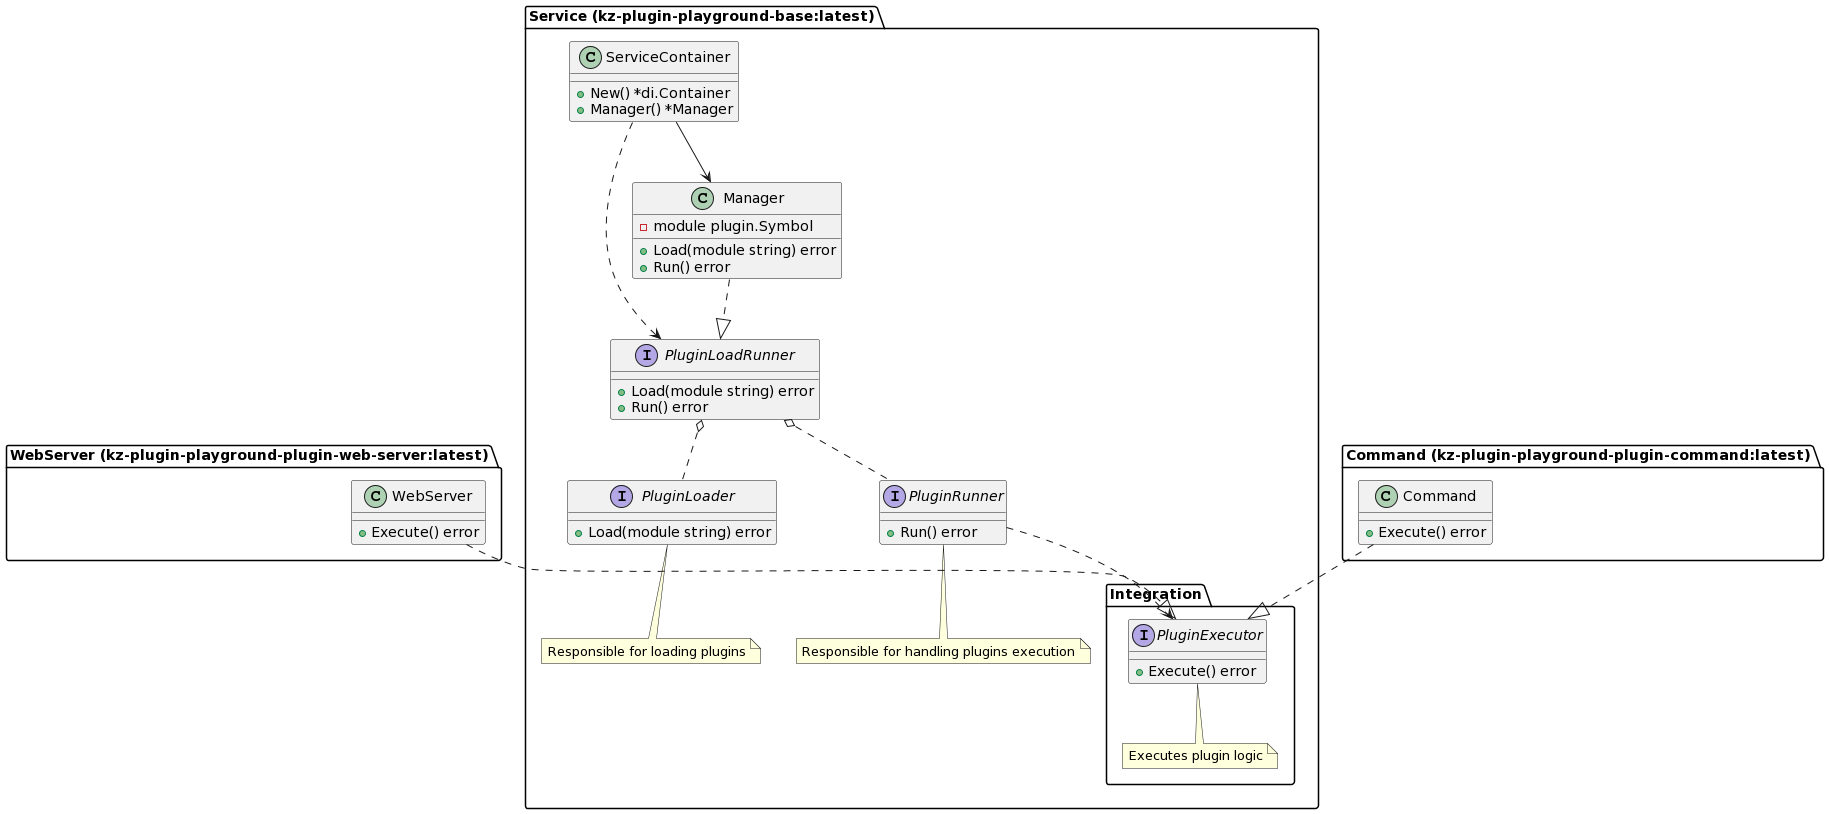 Service (kz-plugin-playground-base:latest)
C ServiceContainer
New() *di.Container
Manager() *Manager
C Manager
module plugin.Symbol
Load(module string) error
Run() error
I PluginLoadRunner
Load(module string) error
Run() error
WebServer (kz-plugin-playground-plugin-web-server:latest)
C WebServer
Execute() error
I PluginLoader
Load(module string) error
I PluginRunner
Run() error
Command (kz-plugin-playground-plugin-command:latest)
C Command
Execute() error
Responsible for loading plugins
Responsible for handling plugins execution
Integration
I PluginExecutor
Execute() error
Executes plugin logic